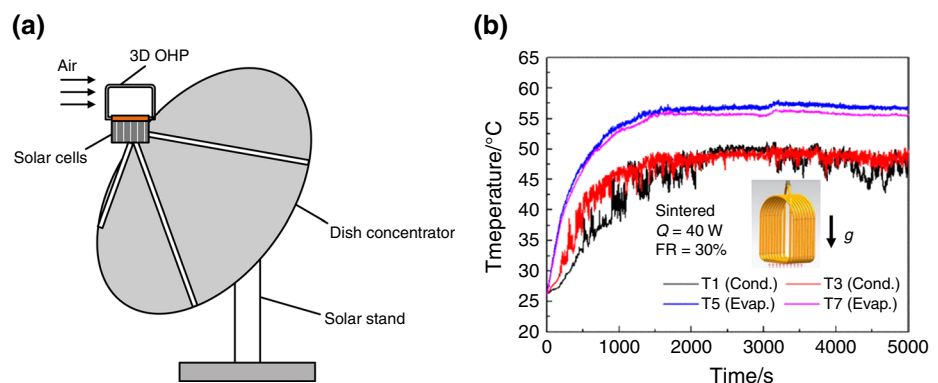 (a)
3D OHP
Air
Solar cells
Dish concentrator
Solar stand
(b)
Tmeperature/°C
65
60
55
50
45
40
35
30
25
20
Sintered
Q = 40 W
FR = 30%
g
T1 (Cond.) T3 (Cond.)
T5 (Evap.) T7 (Evap.)
0 1000 2000 3000 4000 5000
Time/s